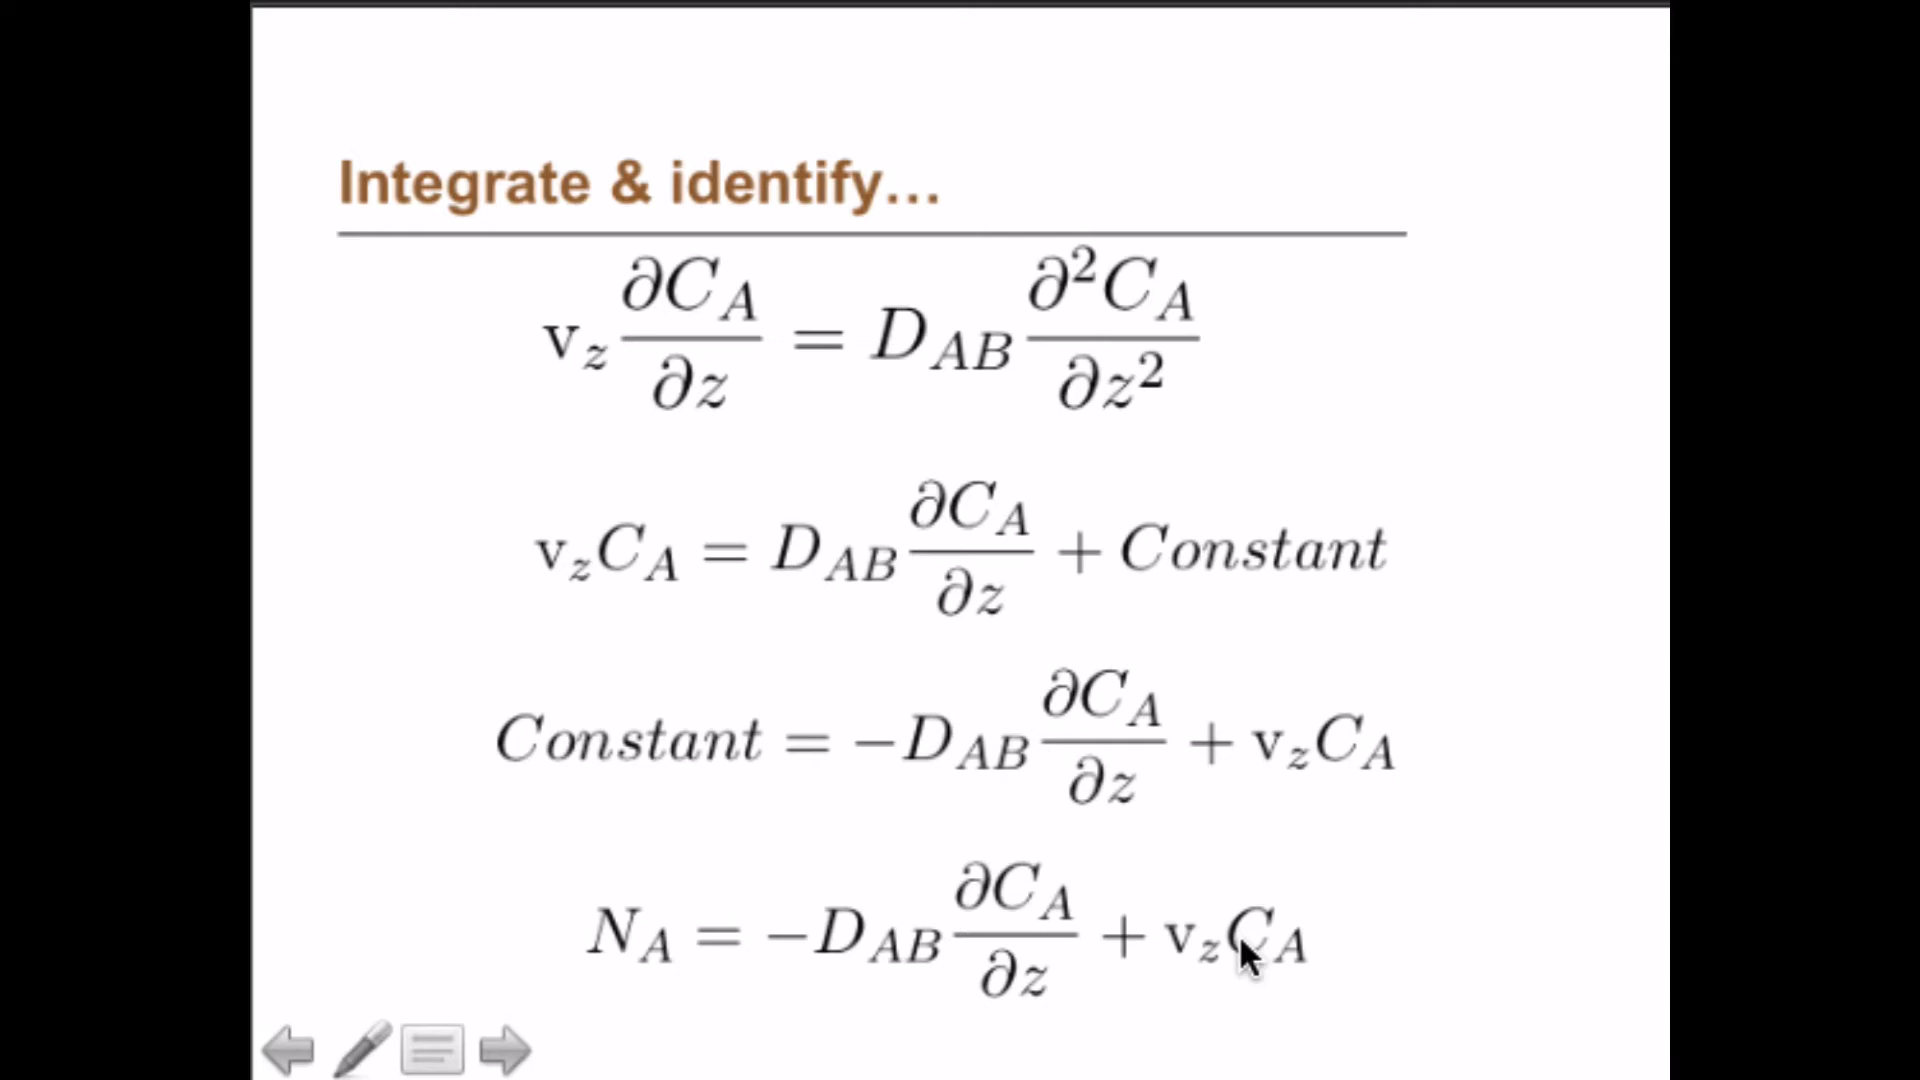 Integrate & identify…
v_z ∂C_A/∂z = D_AB ∂²C_A/∂z²
v_z C_A = D_AB ∂C_A/∂z + Constant
Constant = −D_AB ∂C_A/∂z + v_z C_A
N_A = −D_AB ∂C_A/∂z + v_z C_A